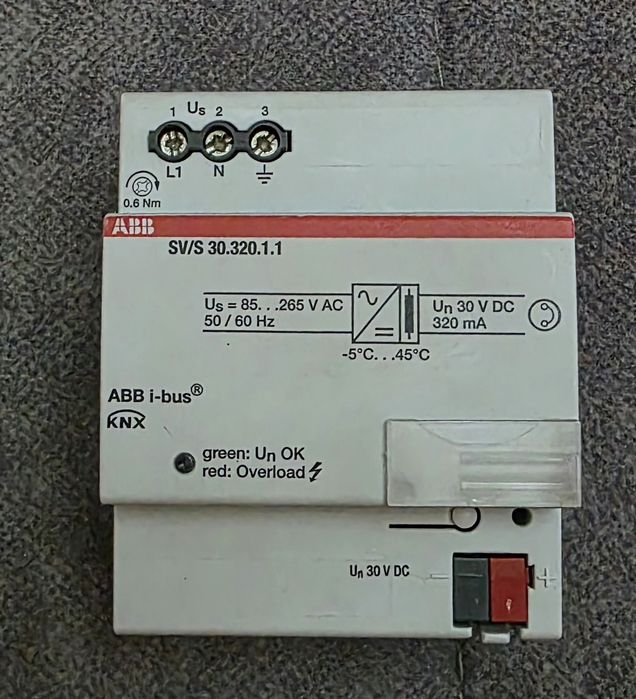 1 Us 2 3
L1 N
0.6 Nm
ABB
SV/S 30.320.1.1
Us = 85. . .265 V AC
50 / 60 Hz
Un 30 V DC
320 mA
-5°C. . .45°C
ABB i-bus®
KNX
green: Un OK
red: Overload
Un 30 V DC − +